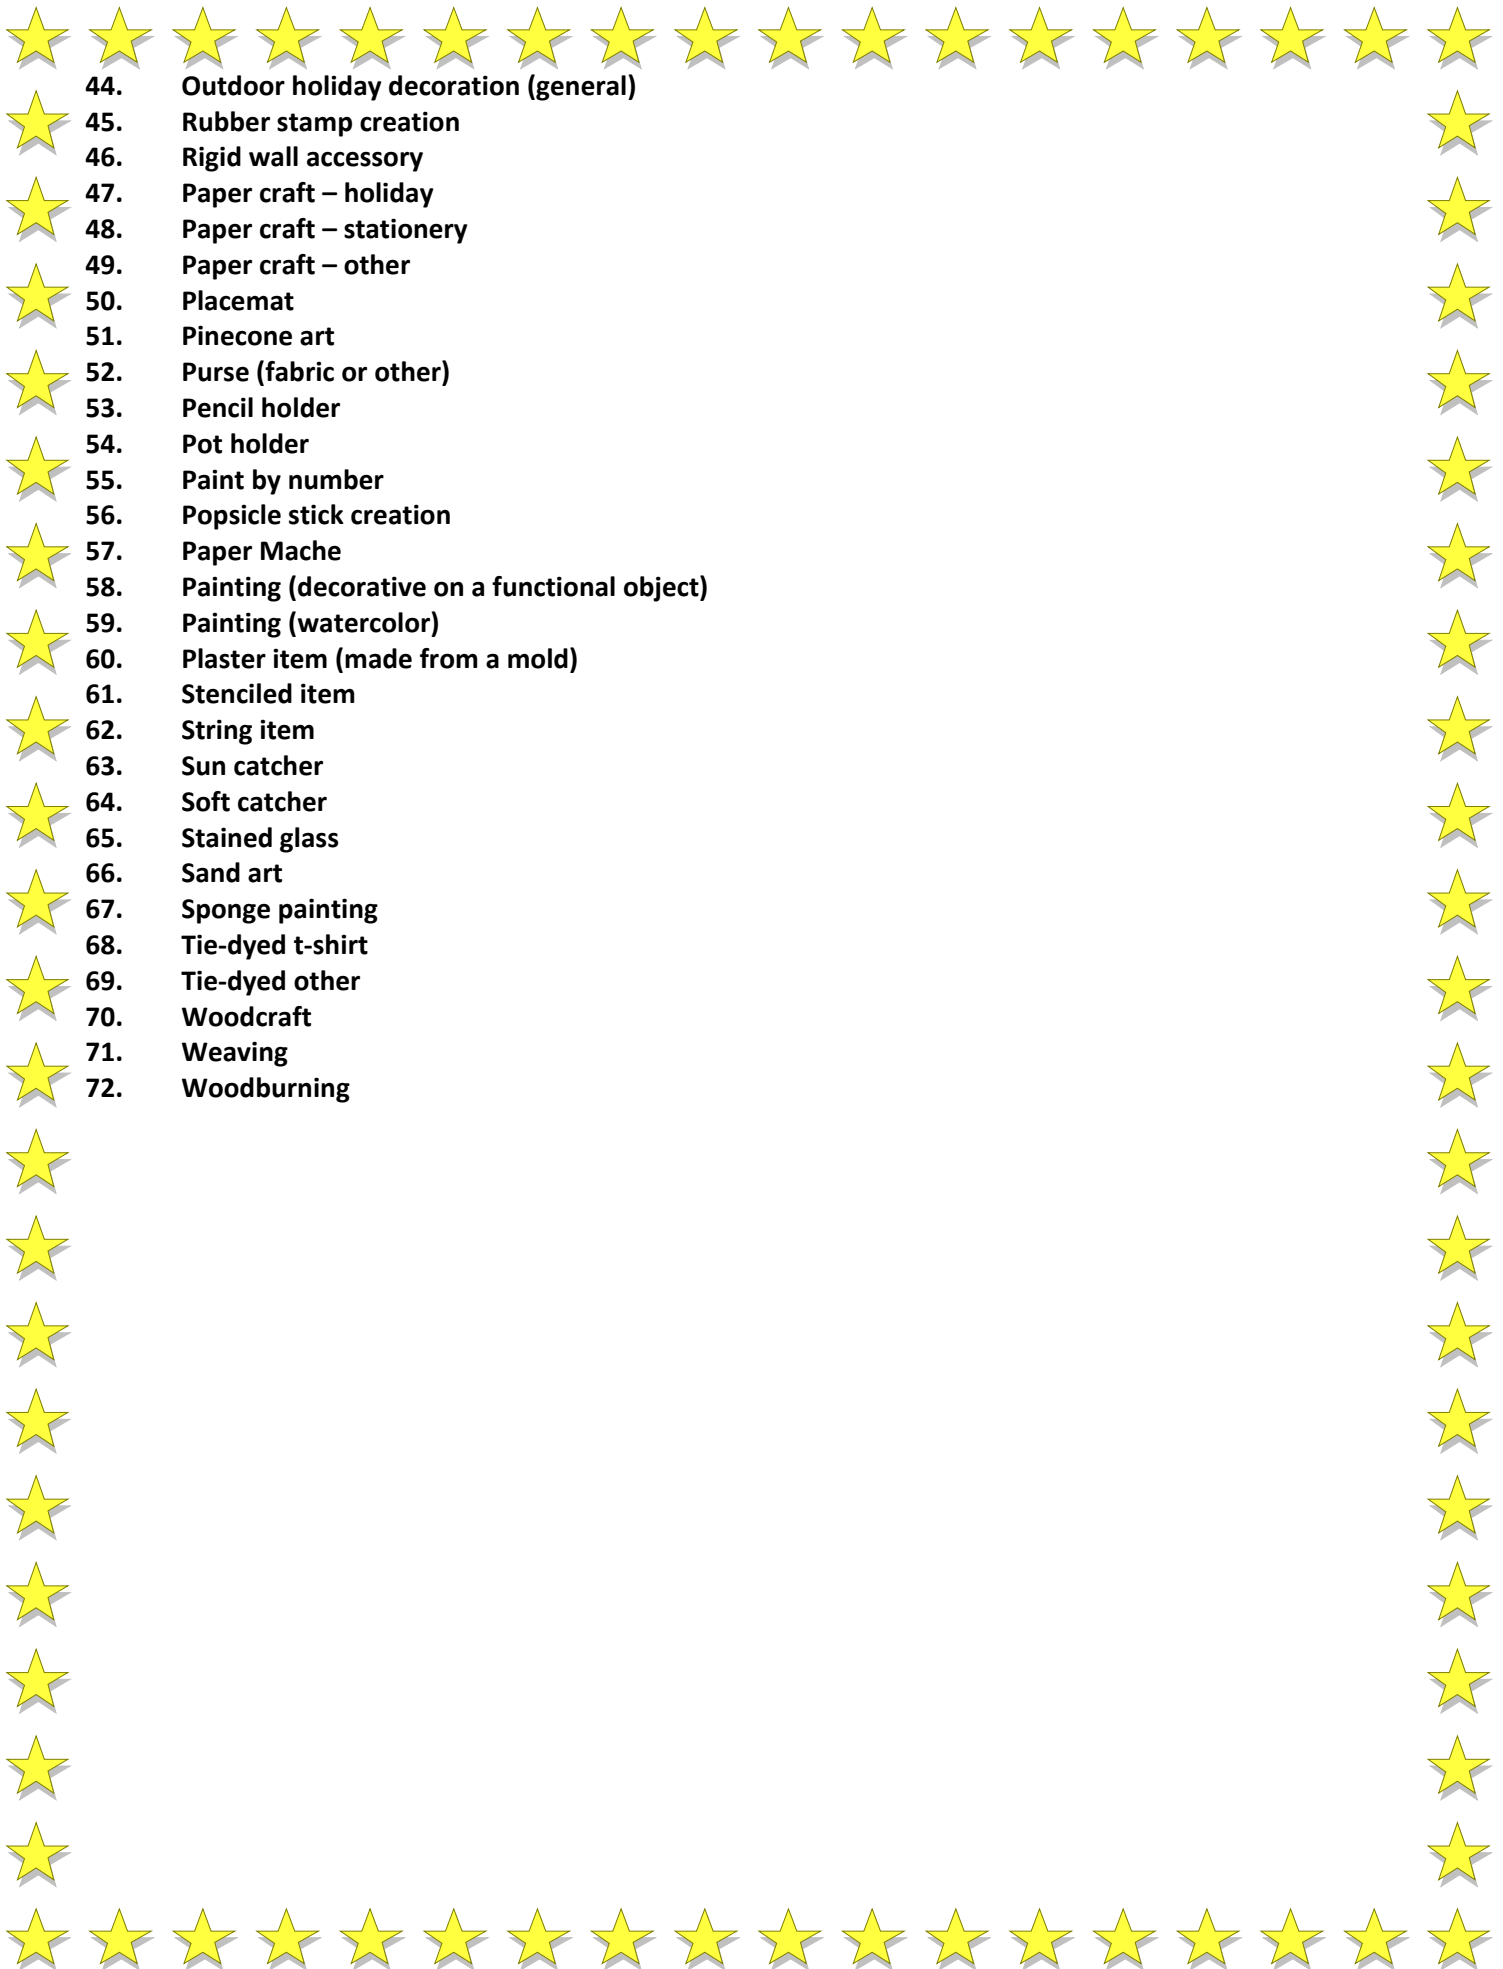 44. Outdoor holiday decoration (general)
45. Rubber stamp creation
46. Rigid wall accessory
47. Paper craft – holiday
48. Paper craft – stationery
49. Paper craft – other
50. Placemat
51. Pinecone art
52. Purse (fabric or other)
53. Pencil holder
54. Pot holder
55. Paint by number
56. Popsicle stick creation
57. Paper Mache
58. Painting (decorative on a functional object)
59. Painting (watercolor)
60. Plaster item (made from a mold)
61. Stenciled item
62. String item
63. Sun catcher
64. Soft catcher
65. Stained glass
66. Sand art
67. Sponge painting
68. Tie-dyed t-shirt
69. Tie-dyed other
70. Woodcraft
71. Weaving
72. Woodburning